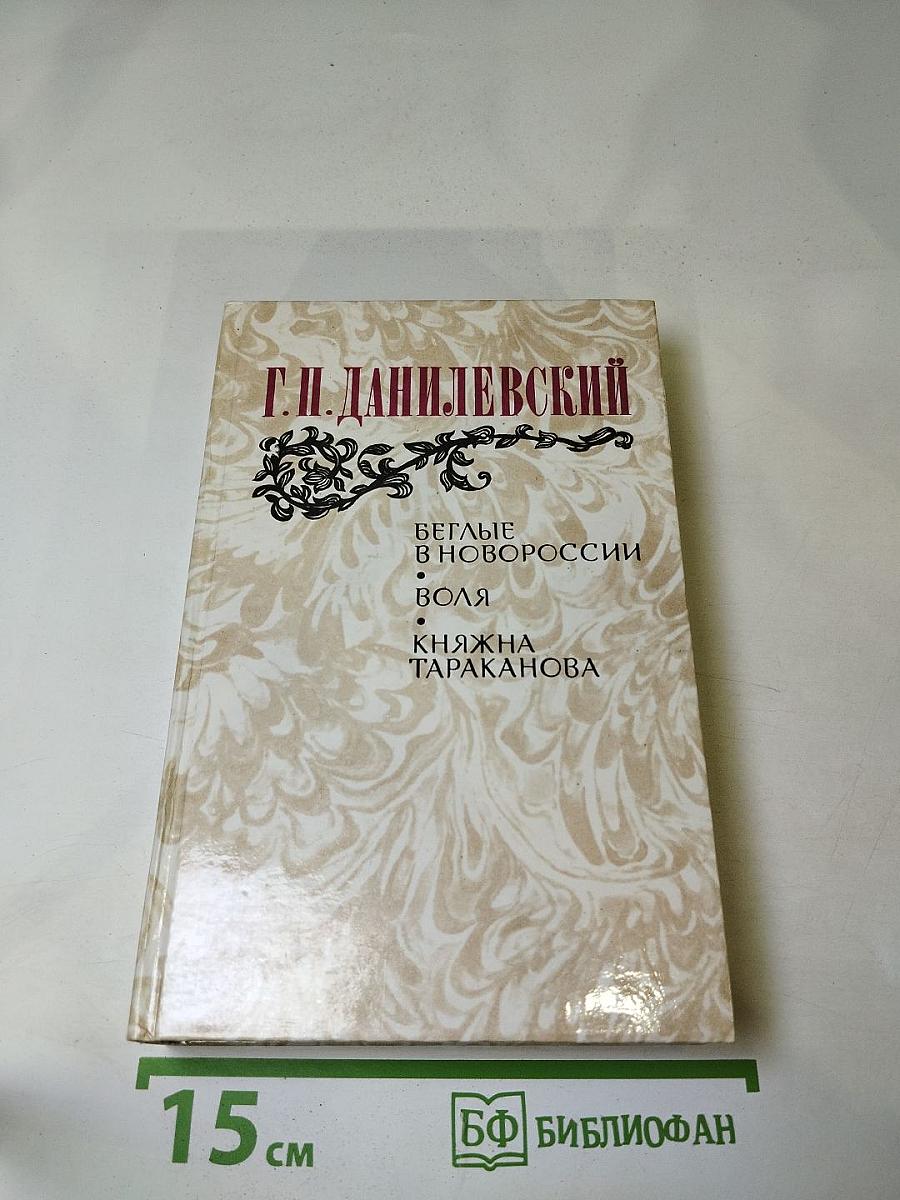 Г. П. ДАНИЛЕВСКИЙ
БЕГЛЫЕ
В НОВОРОССИИ
•
ВОЛЯ
•
КНЯЖНА
ТАРАКАНОВА
15 см
БФ БИБЛИОФАН